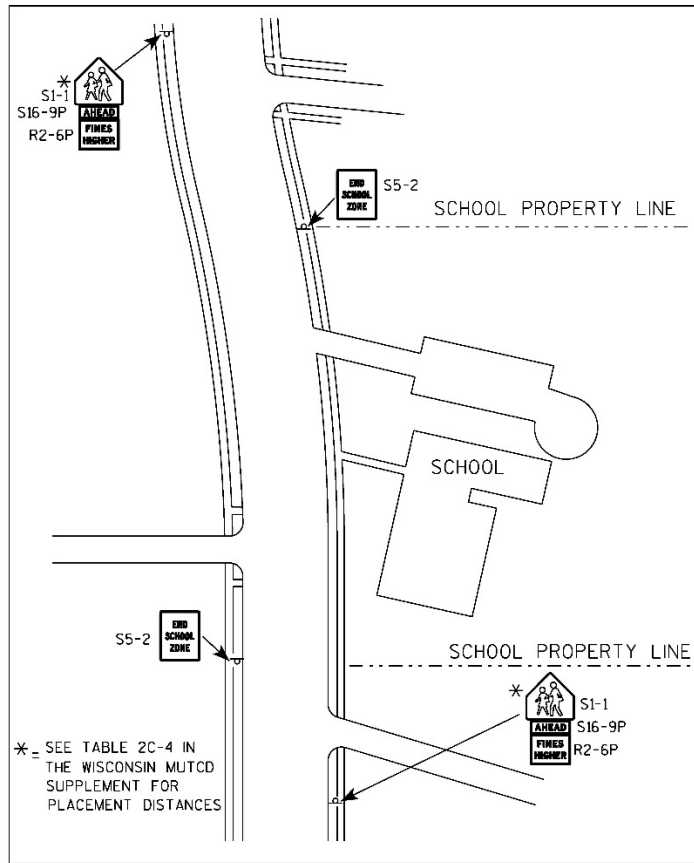 *
S1-1
S16-9P
AHEAD
R2-6P
FINES
HIGHER
END
SCHOOL
ZONE
S5-2
SCHOOL PROPERTY LINE
SCHOOL
S5-2
END
SCHOOL
ZONE
SCHOOL PROPERTY LINE
*
S1-1
AHEAD
S16-9P
FINES
HIGHER
R2-6P
* = SEE TABLE 2C-4 IN
THE WISCONSIN MUTCD
SUPPLEMENT FOR
PLACEMENT DISTANCES